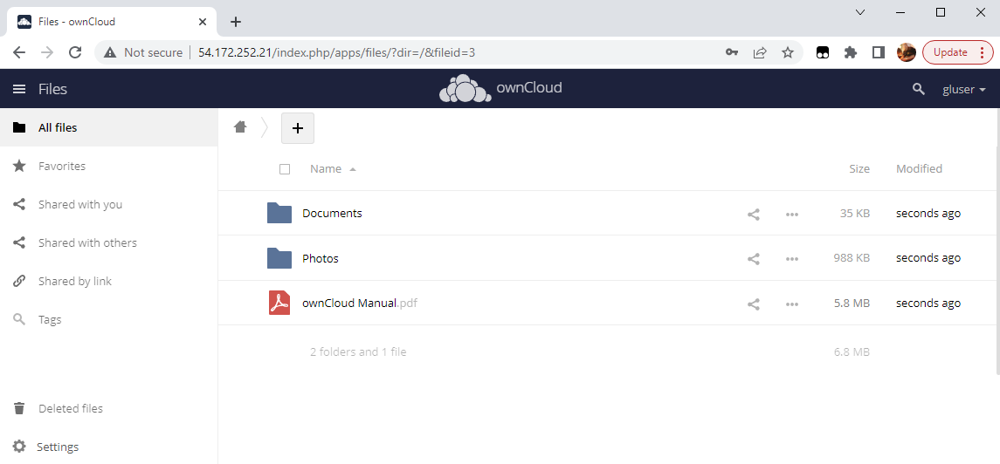 Files - ownCloud
Not secure 54.172.252.21/index.php/apps/files/?dir=/&fileid=3 Update
Files ownCloud gluser
All files
Favorites
Shared with you
Shared with others
Shared by link
Tags
Deleted files
Settings
Name Size Modified
Documents 35 KB seconds ago
Photos 988 KB seconds ago
ownCloud Manual.pdf 5.8 MB seconds ago
2 folders and 1 file 6.8 MB